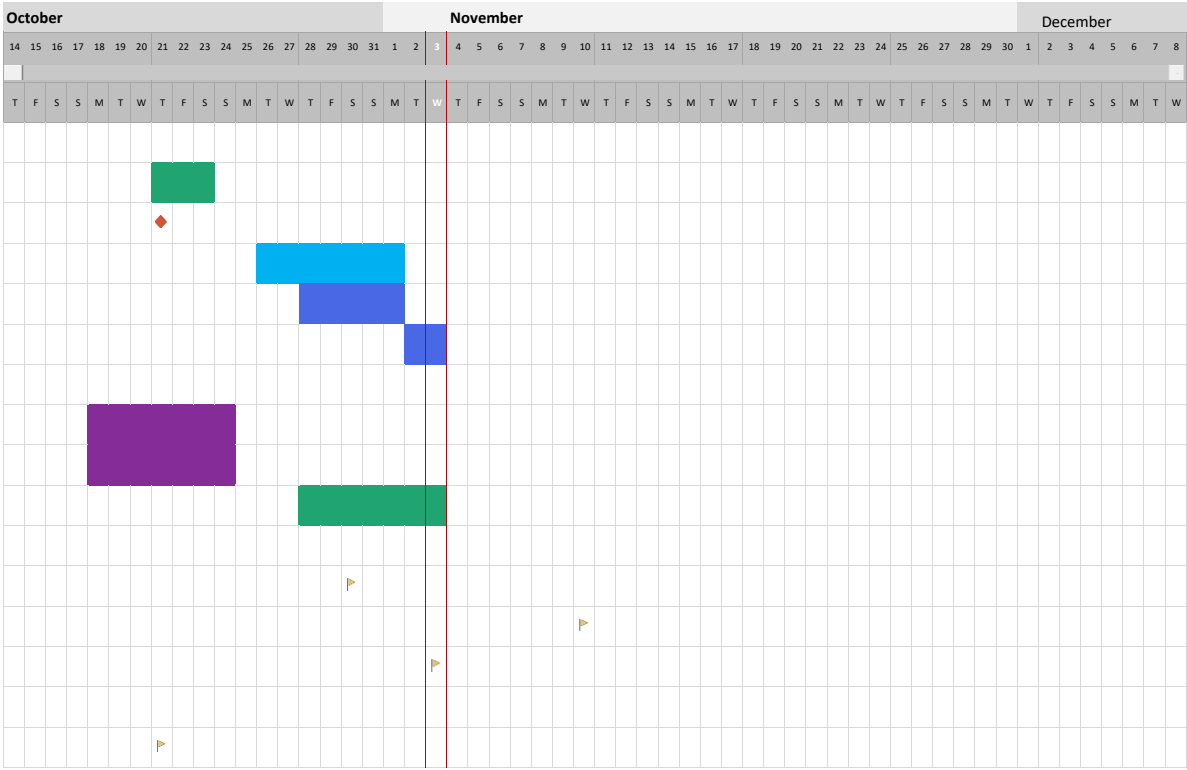 October November December
14 15 16 17 18 19 20 21 22 23 24 25 26 27 28 29 30 31 1 2 3 4 5 6 7 8 9 10 11 12 13 14 15 16 17 18 19 20 21 22 23 24 25 26 27 28 29 30 1 2 3 4 5 6 7 8
T F S S M T W T F S S M T W T F S S M T W T F S S M T W T F S S M T W T F S S M T W T F S S M T W T F S S M T W